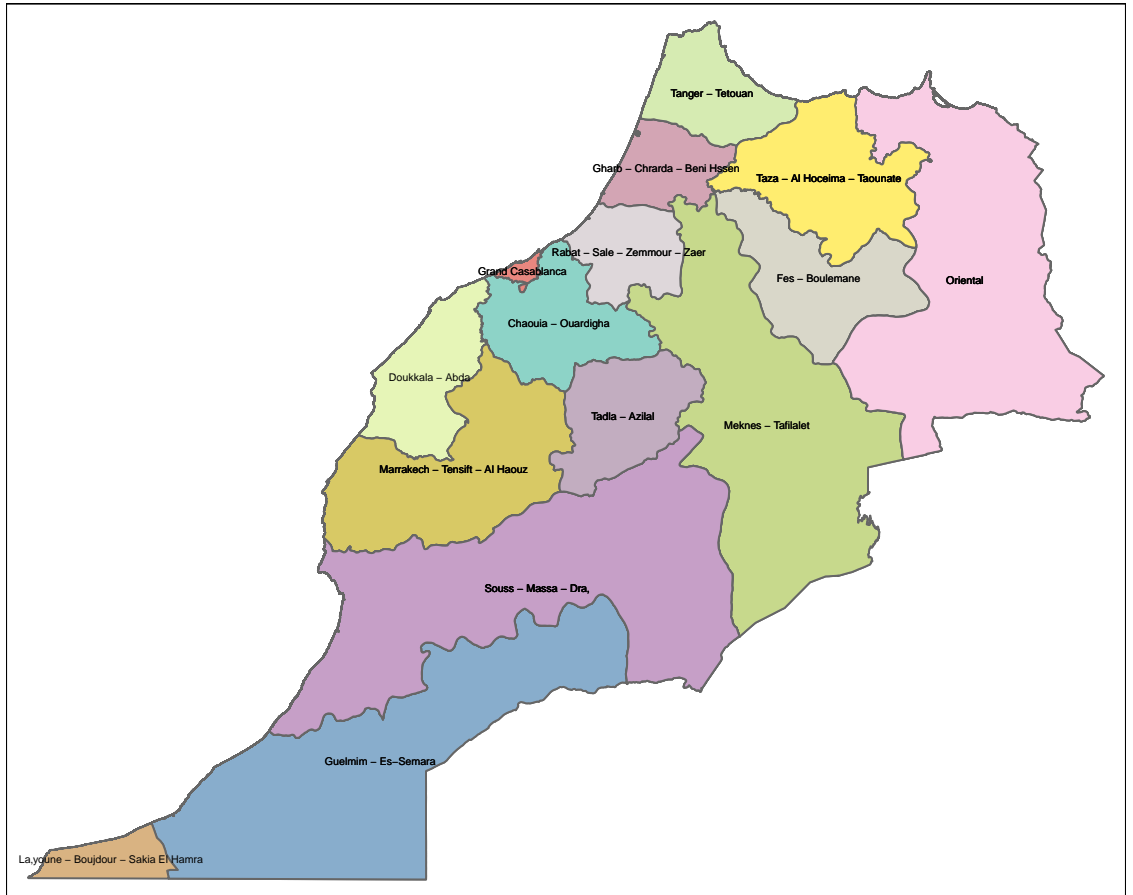 Tanger – Tetouan
Gharb – Chrarda – Beni Hssen
Taza – Al Hoceima – Taounate
Rabat – Sale – Zemmour – Zaer
Grand Casablanca
Fes – Boulemane
Oriental
Chaouia – Ouardigha
Doukkala – Abda
Tadla – Azilal
Meknes – Tafilalet
Marrakech – Tensift – Al Haouz
Souss – Massa – Dra,
Guelmim – Es–Semara
La,youne – Boujdour – Sakia El Hamra